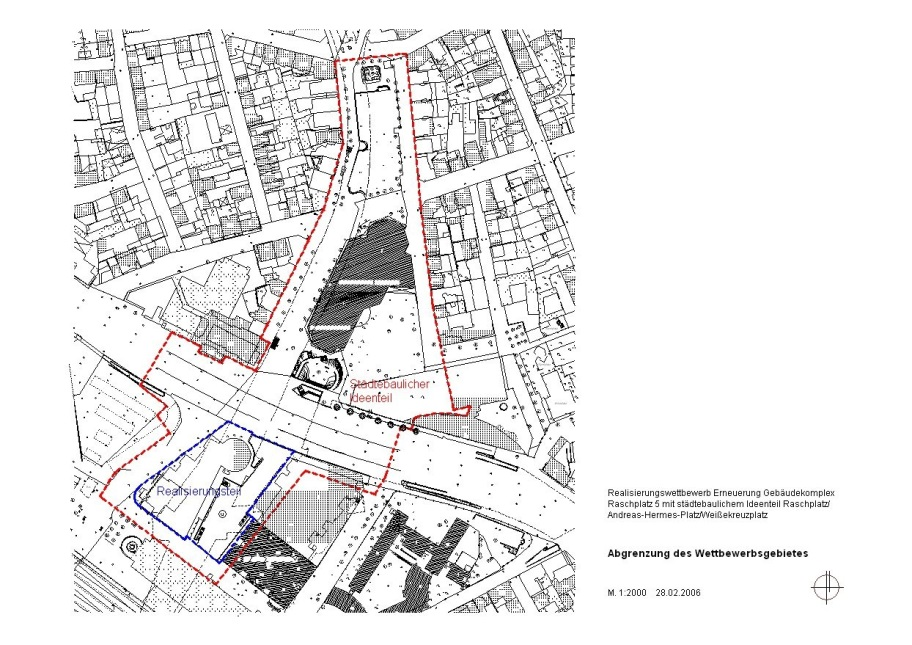 Städtebaulicher
Ideenteil
Realisierungsteil
Realisierungswettbewerb Erneuerung Gebäudekomplex
Raschplatz 5 mit städtebaulichem Ideenteil Raschplatz/
Andreas-Hermes-Platz/Weißekreuzplatz
Abgrenzung des Wettbewerbsgebietes
M. 1:2000 28.02.2006